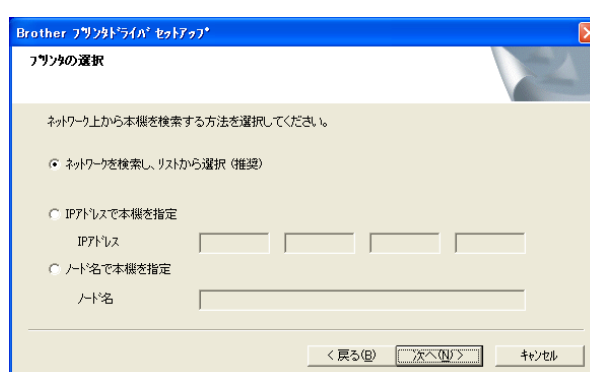 Brother プリンタドライバ セットアップ
プリンタの選択
ネットワーク上から本機を検索する方法を選択してください。
ネットワークを検索し、リストから選択 (推奨)
IPアドレスで本機を指定
IPアドレス
ノード名で本機を指定
ノード名
< 戻る(B) 次へ(N) > キャンセル